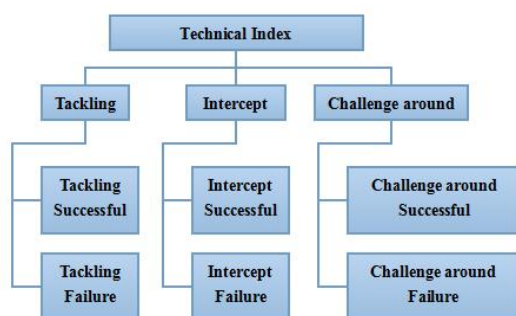 Technical Index
Tackling
Intercept
Challenge around
Tackling
Successful
Intercept
Successful
Challenge around
Successful
Tackling
Failure
Intercept
Failure
Challenge around
Failure